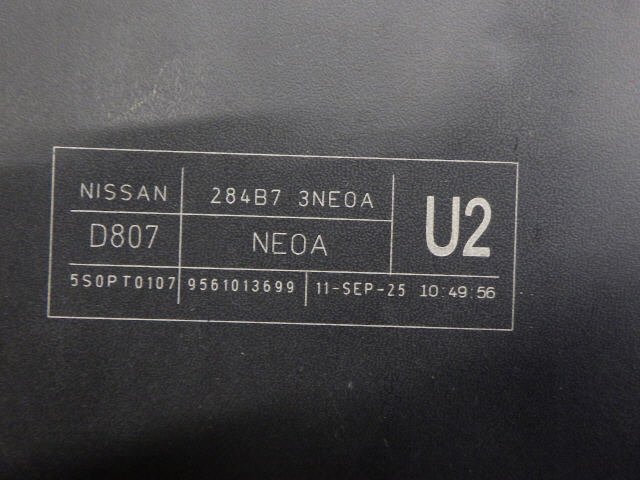 NISSAN 284B7 3NE0A U2
D807 NE0A
5S0PT0107 9561013699 11-SEP-25 10:49:56